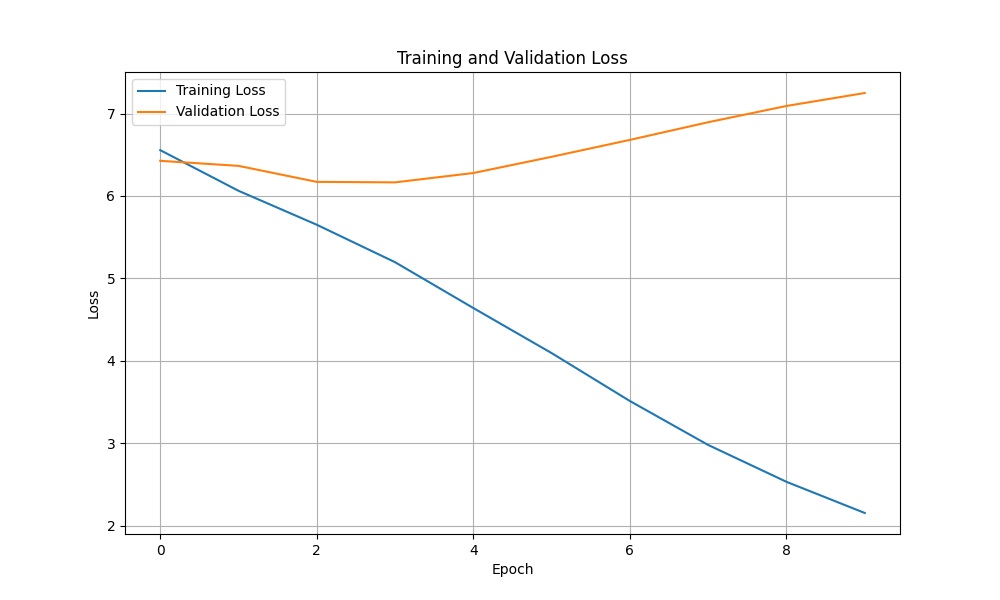 Training and Validation Loss
Training Loss
Validation Loss
7
6
5
4
3
2
Loss
0 2 4 6 8
Epoch